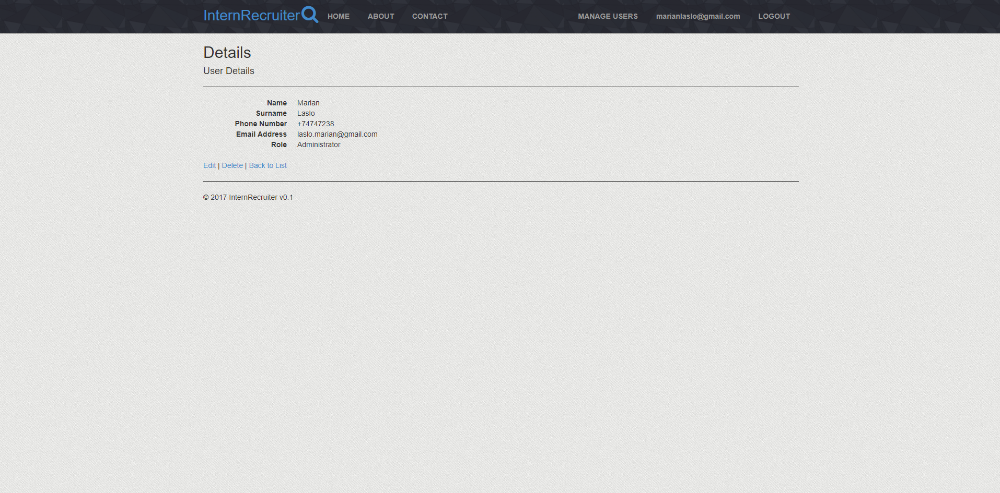 InternRecruiter HOME ABOUT CONTACT MANAGE USERS marianlaslo@gmail.com LOGOUT
Details
User Details
Name Marian
Surname Laslo
Phone Number +74747238
Email Address laslo.marian@gmail.com
Role Administrator
Edit | Delete | Back to List
© 2017 InternRecruiter v0.1